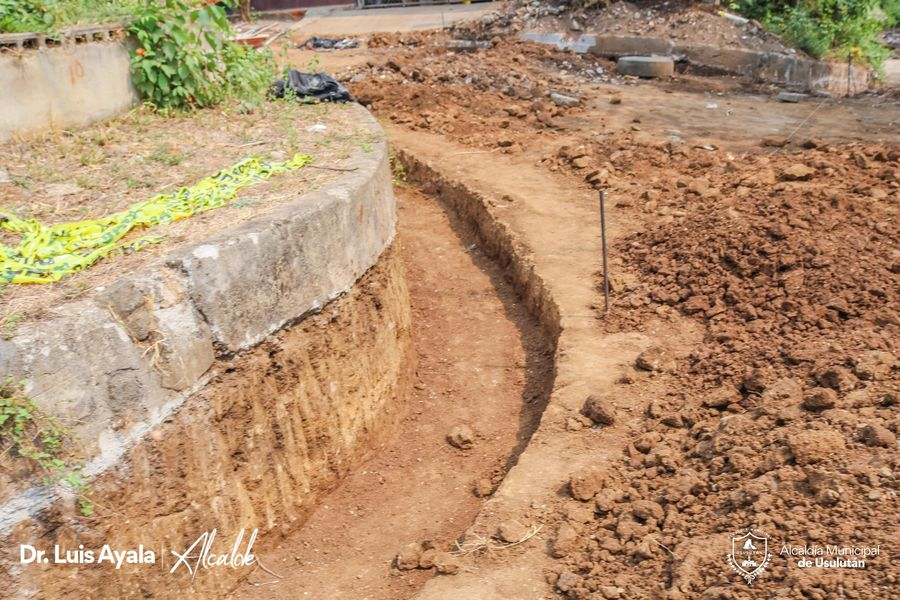 Dr. Luis Ayala | Alcalde
Alcaldía Municipal
de Usulután